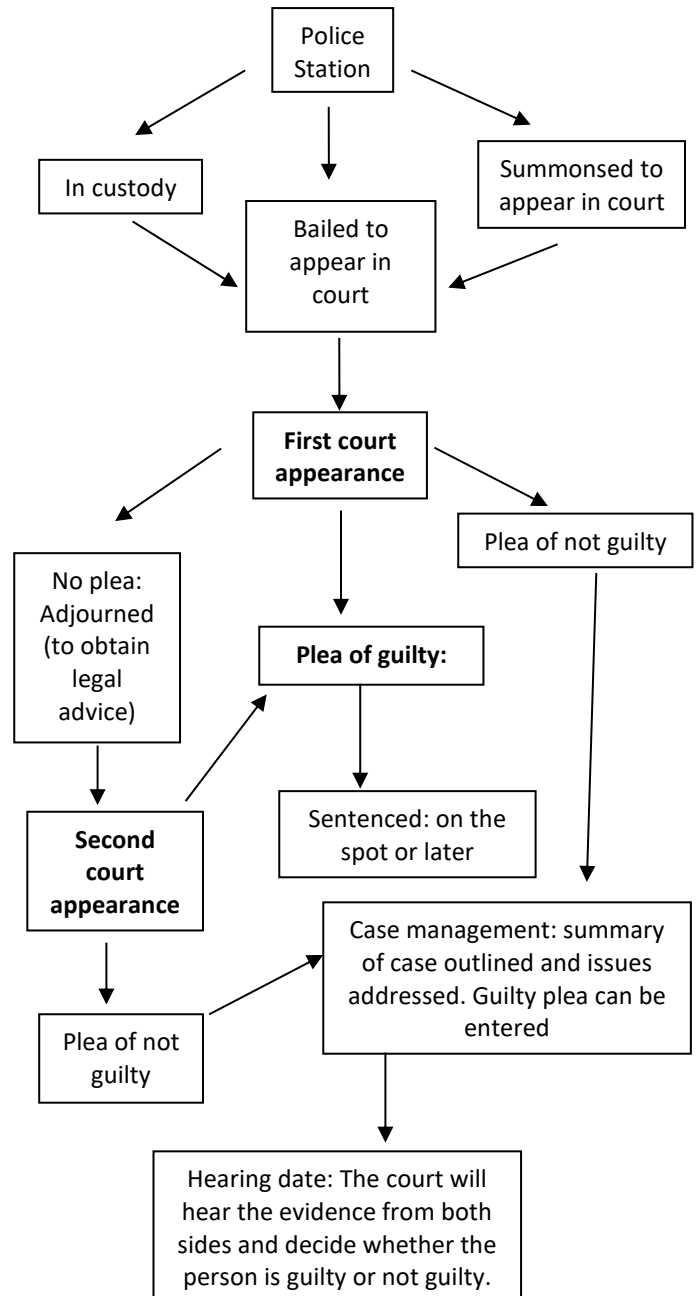 Police
Station
In custody
Bailed to
appear in
court
Summonsed to
appear in court
First court
appearance
No plea:
Adjourned
(to obtain
legal
advice)
Plea of guilty:
Plea of not guilty
Second
court
appearance
Sentenced: on the
spot or later
Plea of not
guilty
Case management: summary
of case outlined and issues
addressed. Guilty plea can be
entered
Hearing date: The court will
hear the evidence from both
sides and decide whether the
person is guilty or not guilty.